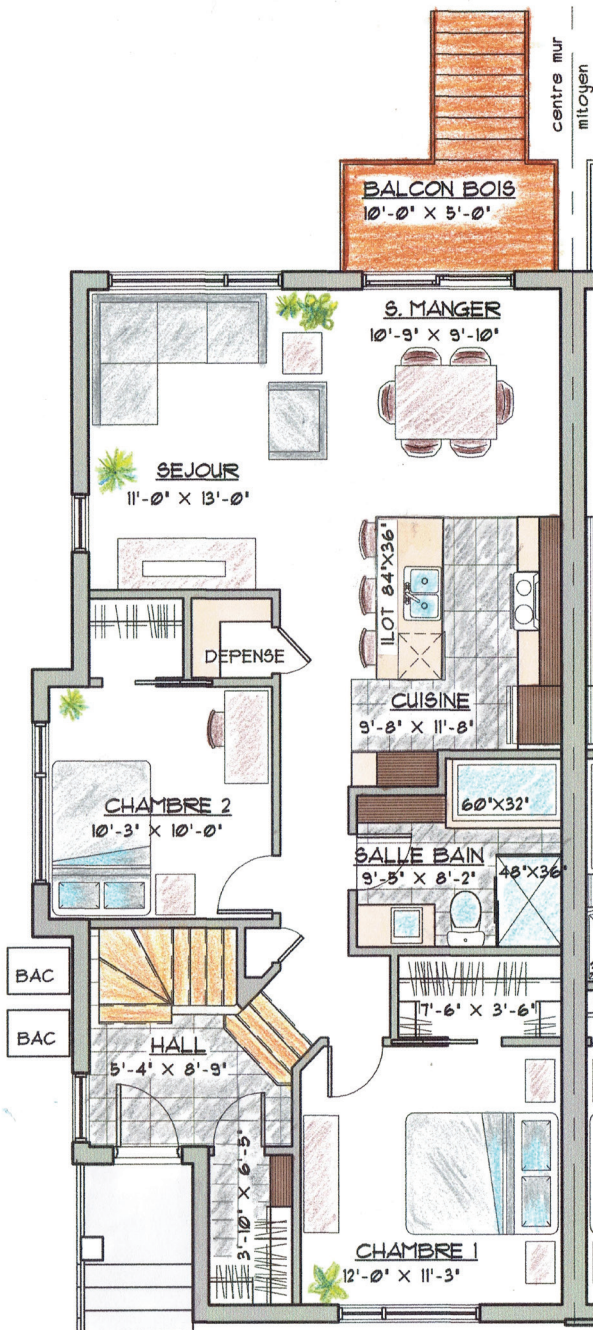 centre mur
mitoyen
BALCON BOIS
10'-0" X 5'-0"
S. MANGER
10'-9" X 9'-10"
SEJOUR
11'-0" X 13'-0"
ILOT 84"X36"
DEPENSE
CUISINE
9'-8" X 11'-8"
CHAMBRE 2
10'-3" X 10'-0"
60"X32"
SALLE BAIN
9'-5" X 8'-2"
48"X36"
BAC
BAC
7'-6" X 3'-6"
HALL
5'-4" X 8'-9"
3'-10" X 6'-5"
CHAMBRE 1
12'-0" X 11'-3"